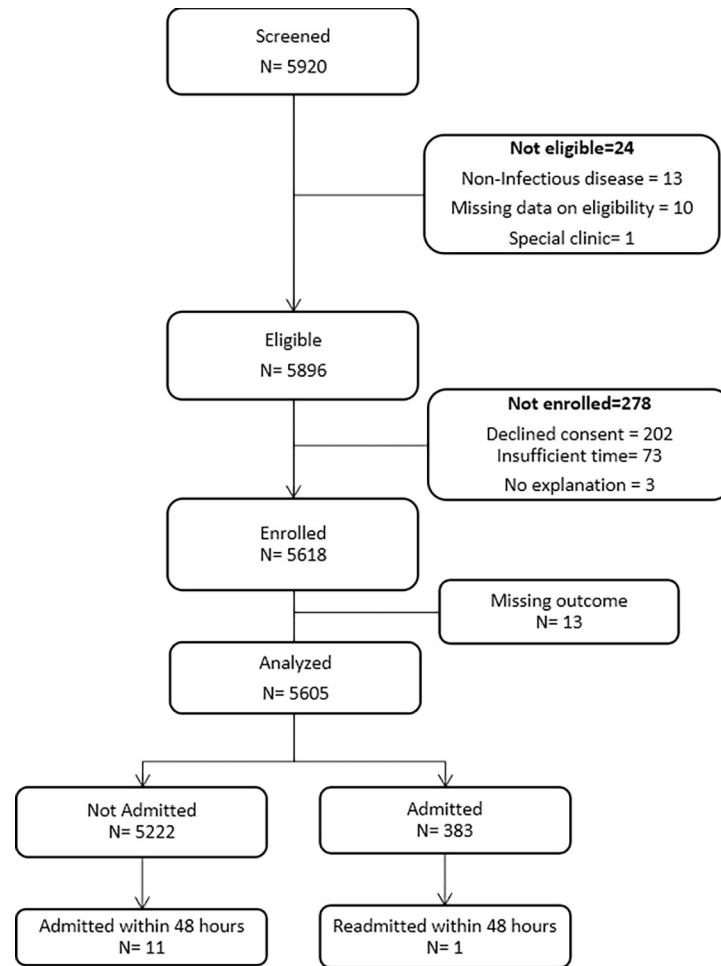 Screened
N= 5920
Not eligible=24
Non-Infectious disease = 13
Missing data on eligibility = 10
Special clinic= 1
Eligible
N= 5896
Not enrolled=278
Declined consent = 202
Insufficient time= 73
No explanation = 3
Enrolled
N= 5618
Missing outcome
N= 13
Analyzed
N= 5605
Not Admitted
N= 5222
Admitted
N= 383
Admitted within 48 hours
N= 11
Readmitted within 48 hours
N= 1